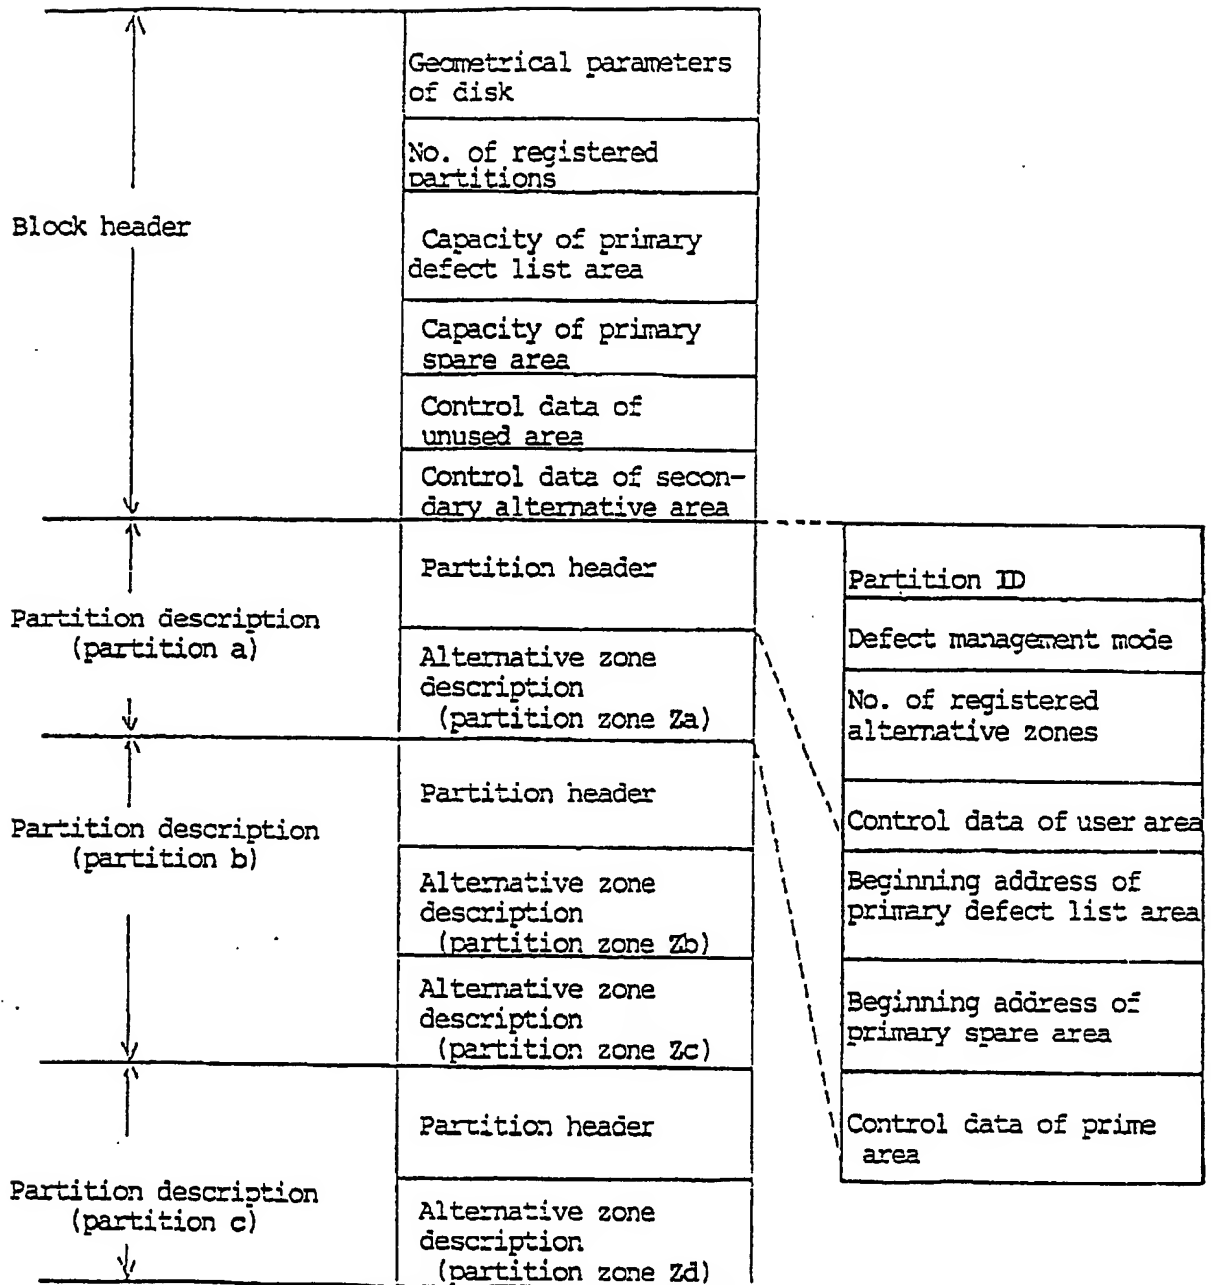 Geometrical parameters
of disk
No. of registered
partitions
Block header
Capacity of primary
defect list area
Capacity of primary
spare area
Control data of
unused area
Control data of secon-
dary alternative area
Partition description
(partition a)
Partition header
Alternative zone
description
(partition zone Za)
Partition description
(partition b)
Partition header
Alternative zone
description
(partition zone Zb)
Alternative zone
description
(partition zone Zc)
Partition description
(partition c)
Partition header
Alternative zone
description
(partition zone Zd)
Partition ID
Defect management mode
No. of registered
alternative zones
Control data of user area
Beginning address of
primary defect list area
Beginning address of
primary spare area
Control data of prime
area